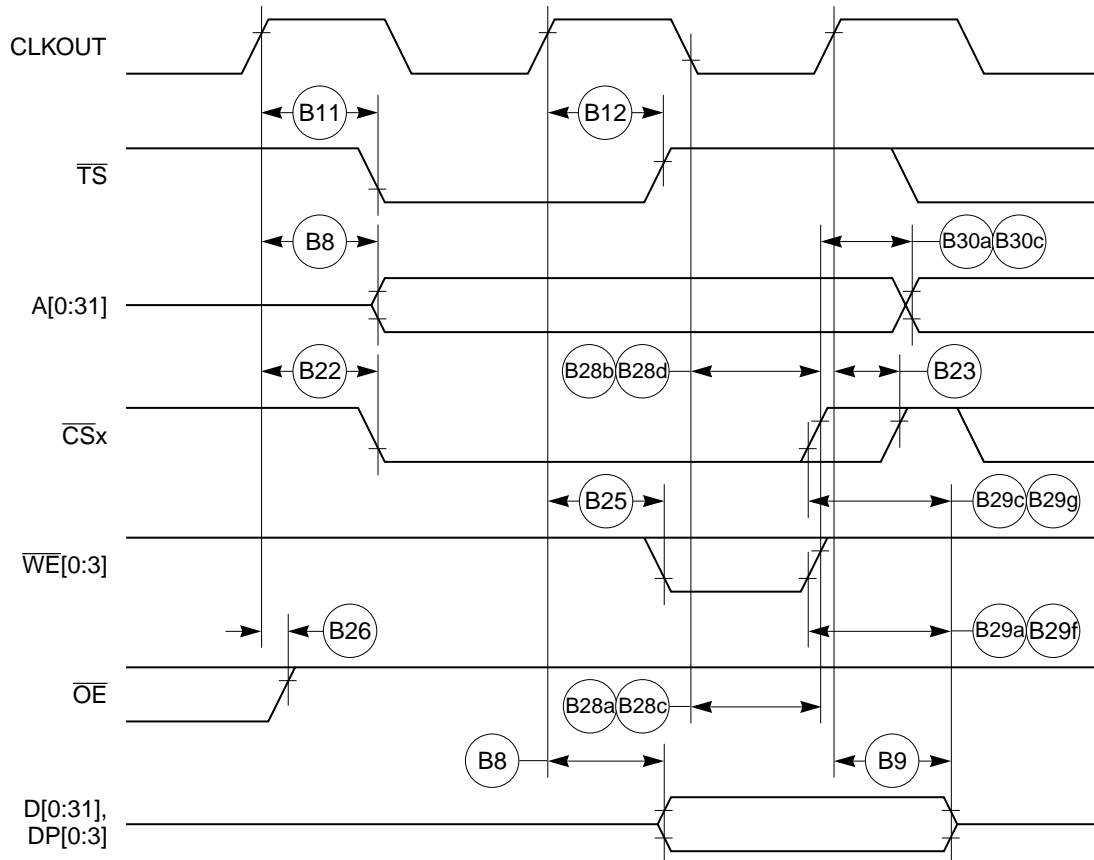 CLKOUT
B11
B12
TS
B8
B30a B30c
A[0:31]
B22
B28b B28d
B23
CSx
B25
B29c B29g
WE[0:3]
B26
B29a B29f
OE
B28a B28c
B8
B9
D[0:31],
DP[0:3]